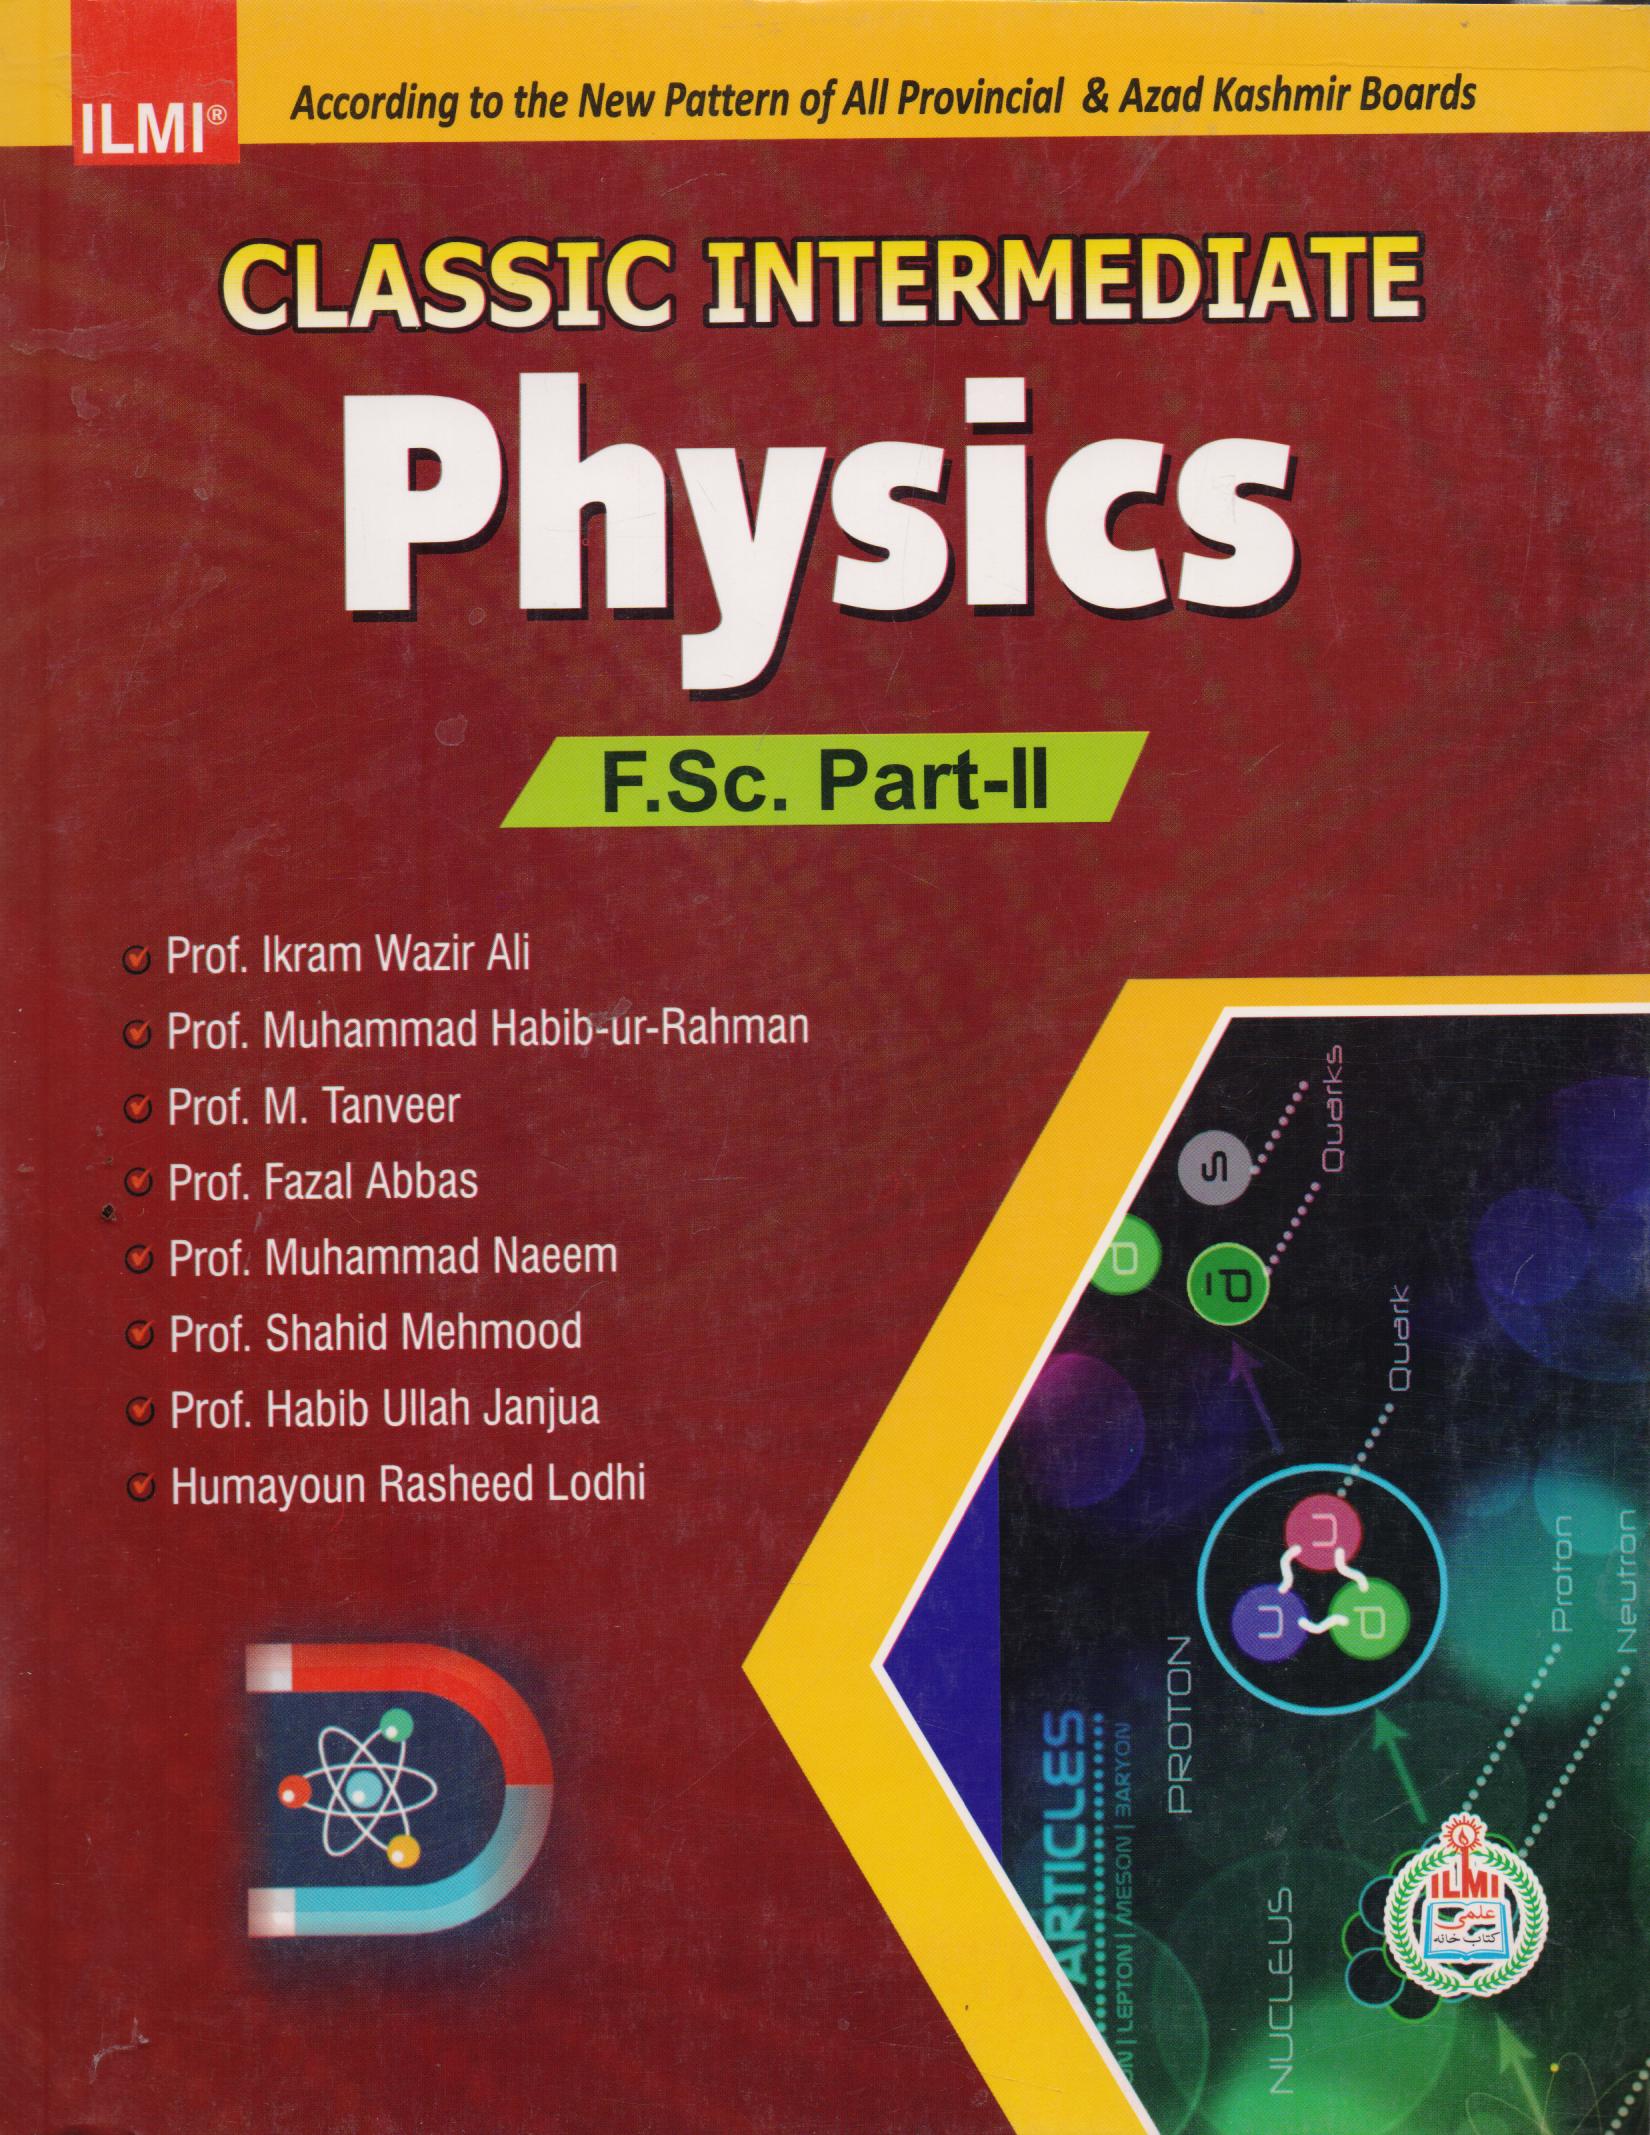 ILMI®
According to the New Pattern of All Provincial & Azad Kashmir Boards
CLASSIC INTERMEDIATE
Physics
F.Sc. Part-II
Prof. Ikram Wazir Ali
Prof. Muhammad Habib-ur-Rahman
Prof. M. Tanveer
Prof. Fazal Abbas
Prof. Muhammad Naeem
Prof. Shahid Mehmood
Prof. Habib Ullah Janjua
Humayoun Rasheed Lodhi
s
Quarks
d
d̄
Quark
u
u
d
PROTON
Proton
Neutron
ARTICLES
ON | LEPTON | MESON | BARYON
NUCLEUS
ILMI
علمی
کتاب خانہ